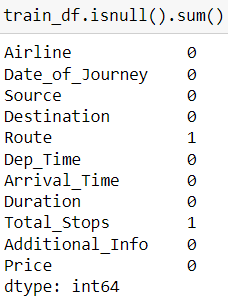 train_df.isnull().sum()
Airline 0
Date_of_Journey 0
Source 0
Destination 0
Route 1
Dep_Time 0
Arrival_Time 0
Duration 0
Total_Stops 1
Additional_Info 0
Price 0
dtype: int64